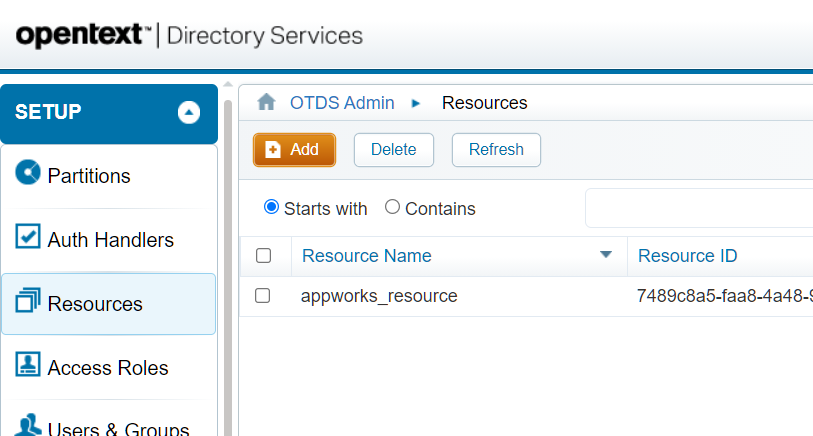 opentext™ | Directory Services
SETUP
Partitions
Auth Handlers
Resources
Access Roles
Users & Groups
OTDS Admin ▸ Resources
Add Delete Refresh
Starts with Contains
Resource Name Resource ID
appworks_resource 7489c8a5-faa8-4a48-